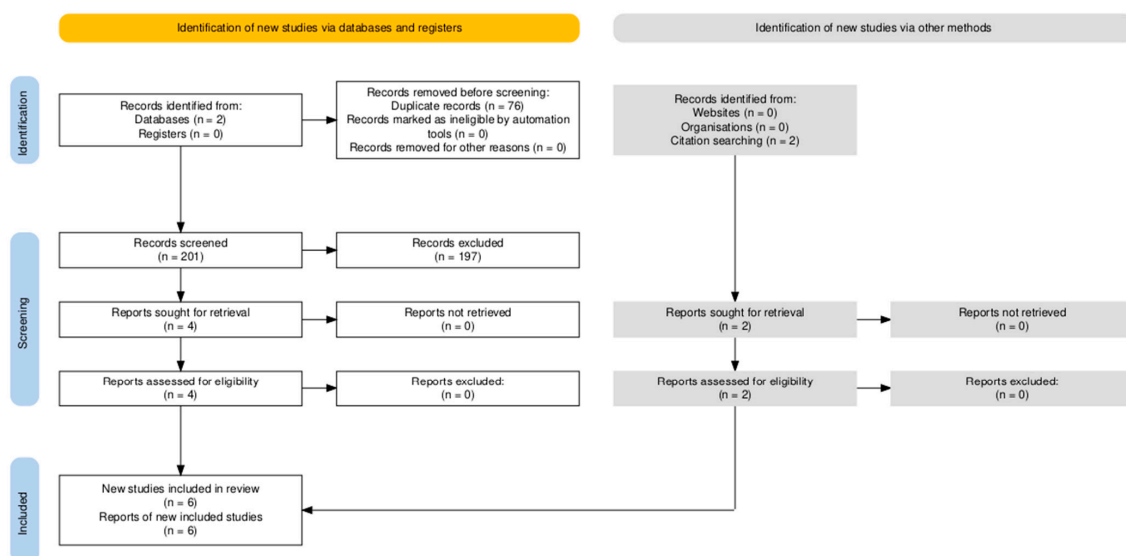 Identification of new studies via databases and registers
Identification of new studies via other methods
Identification
Records identified from:
Databases (n = 2)
Registers (n = 0)
Records removed before screening:
Duplicate records (n = 76)
Records marked as ineligible by automation
tools (n = 0)
Records removed for other reasons (n = 0)
Records identified from:
Websites (n = 0)
Organisations (n = 0)
Citation searching (n = 2)
Screening
Records screened
(n = 201)
Records excluded
(n = 197)
Reports sought for retrieval
(n = 4)
Reports not retrieved
(n = 0)
Reports sought for retrieval
(n = 2)
Reports not retrieved
(n = 0)
Reports assessed for eligibility
(n = 4)
Reports excluded:
(n = 0)
Reports assessed for eligibility
(n = 2)
Reports excluded:
(n = 0)
Included
New studies included in review
(n = 6)
Reports of new included studies
(n = 6)